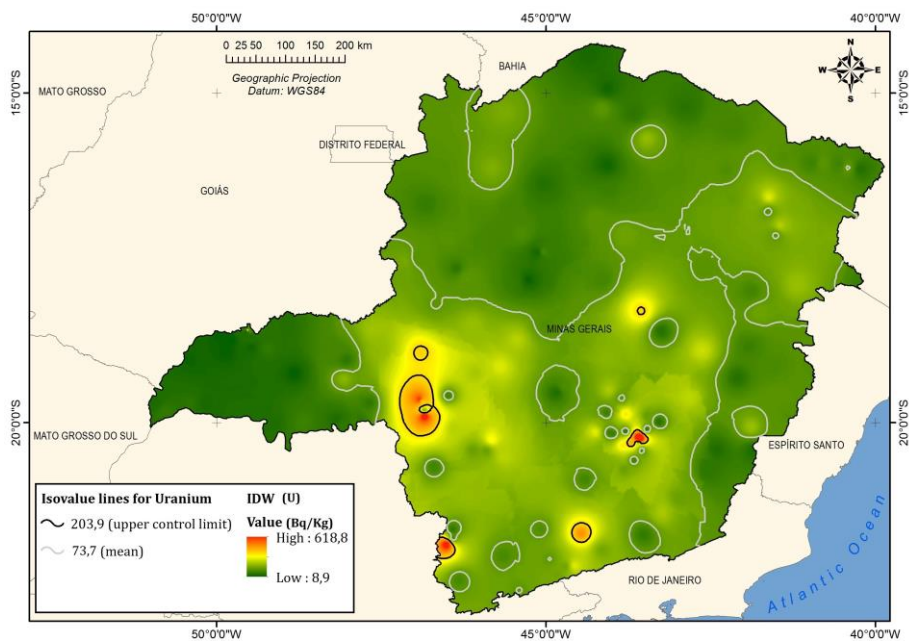 50°0'0"W 45°0'0"W 40°0'0"W
0 25 50 100 150 200 km
Geographic Projection
Datum: WGS84
N
W E
S
15°0'0"S 15°0'0"S
BAHIA
MATO GROSSO
DISTRITO FEDERAL
GOIÁS
MINAS GERAIS
20°0'0"S 20°0'0"S
MATO GROSSO DO SUL
ESPÍRITO SANTO
RIO DE JANEIRO
Atlantic Ocean
Isovalue lines for Uranium
203,9 (upper control limit)
73,7 (mean)
IDW (U)
Value (Bq/Kg)
High : 618,8
Low : 8,9
50°0'0"W 45°0'0"W 40°0'0"W